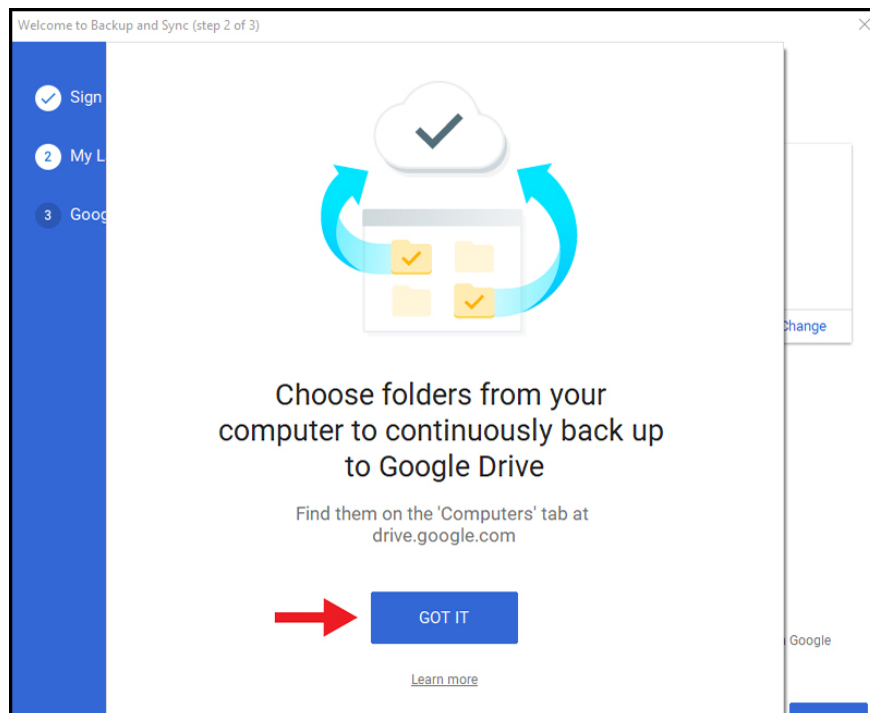 Welcome to Backup and Sync (step 2 of 3)
Sign
2 My L
3 Goog
Change
Choose folders from your
computer to continuously back up
to Google Drive
Find them on the 'Computers' tab at
drive.google.com
GOT IT
Google
Learn more